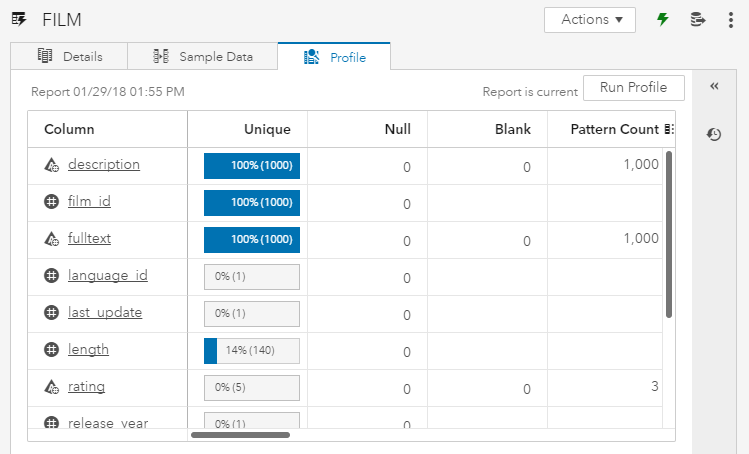 FILM
Actions
Details
Sample Data
Profile
Report 01/29/18 01:55 PM
Report is current
Run Profile
Column Unique Null Blank Pattern Count
description 100% (1000) 0 0 1,000
film_id 100% (1000) 0
fulltext 100% (1000) 0 0 1,000
language_id 0% (1) 0
last_update 0% (1) 0
length 14% (140) 0
rating 0% (5) 0 0 3
release_year 0% (1) 0